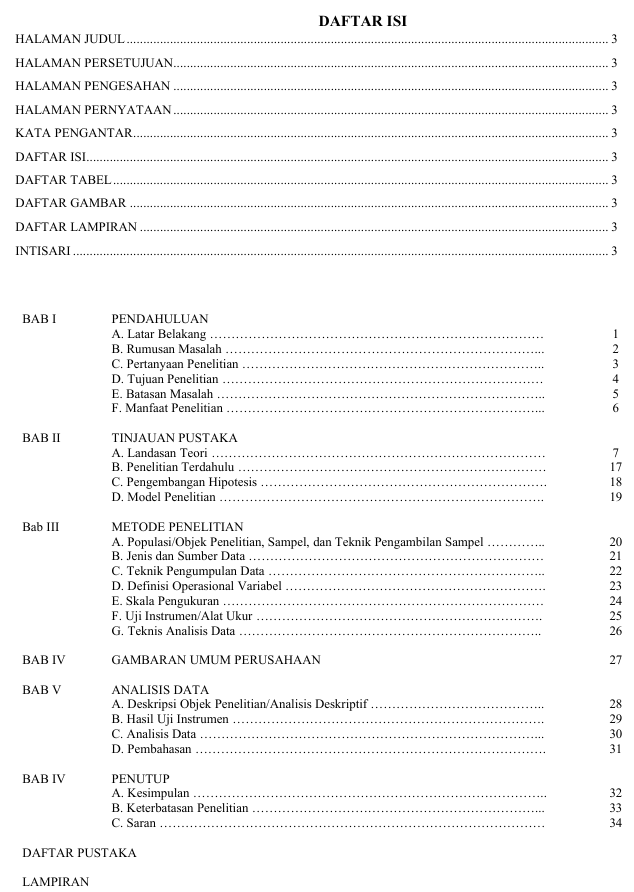 DAFTAR ISI
HALAMAN JUDUL ........................................................................ 3
HALAMAN PERSETUJUAN........................................................................ 3
HALAMAN PENGESAHAN ........................................................................ 3
HALAMAN PERNYATAAN ........................................................................ 3
KATA PENGANTAR........................................................................ 3
DAFTAR ISI........................................................................ 3
DAFTAR TABEL ........................................................................ 3
DAFTAR GAMBAR ........................................................................ 3
DAFTAR LAMPIRAN ........................................................................ 3
INTISARI ........................................................................ 3
BAB I PENDAHULUAN
A. Latar Belakang ……………………………………………………… 1
B. Rumusan Masalah ……………………………………………………... 2
C. Pertanyaan Penelitian ……………………………………………….. 3
D. Tujuan Penelitian ……………………………………………………… 4
E. Batasan Masalah …………………………………………………….. 5
F. Manfaat Penelitian …………………………………………………... 6
BAB II TINJAUAN PUSTAKA
A. Landasan Teori ……………………………………………………… 7
B. Penelitian Terdahulu ………………………………………………… 17
C. Pengembangan Hipotesis ……………………………………………… 18
D. Model Penelitian ……………………………………………………. 19
Bab III METODE PENELITIAN
A. Populasi/Objek Penelitian, Sampel, dan Teknik Pengambilan Sampel ………….. 20
B. Jenis dan Sumber Data ……………………………………………… 21
C. Teknik Pengumpulan Data …………………………………………….. 22
D. Definisi Operasional Variabel ………………………………………… 23
E. Skala Pengukuran …………………………………………………… 24
F. Uji Instrumen/Alat Ukur …………………………………………….. 25
G. Teknis Analisis Data ……………………………………………….. 26
BAB IV GAMBARAN UMUM PERUSAHAAN 27
BAB V ANALISIS DATA
A. Deskripsi Objek Penelitian/Analisis Deskriptif ………………………………….. 28
B. Hasil Uji Instrumen …………………………………………………. 29
C. Analisis Data ……………………………………………………... 30
D. Pembahasan ………………………………………………………… 31
BAB IV PENUTUP
A. Kesimpulan ……………………………………………………….. 32
B. Keterbatasan Penelitian ……………………………………………... 33
C. Saran ……………………………………………………………… 34
DAFTAR PUSTAKA
LAMPIRAN